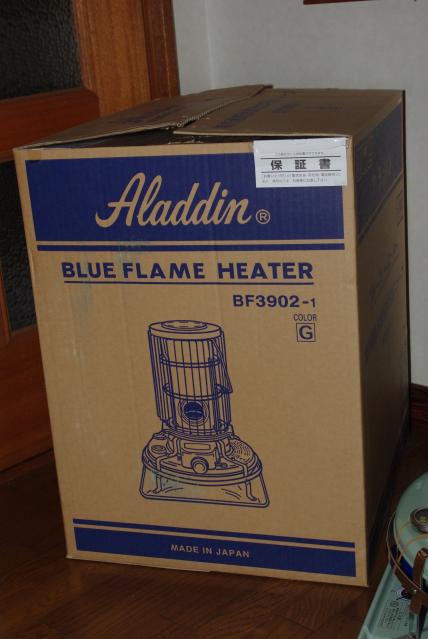 保証書
Aladdin®
BLUE FLAME HEATER
BF3902-1
COLOR
G
MADE IN JAPAN